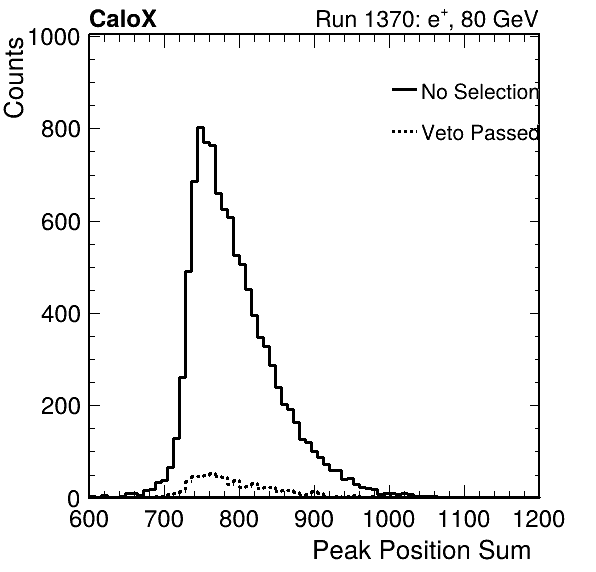 CaloX Run 1370: e⁺, 80 GeV
Counts
1000
800
600
400
200
0
No Selection
Veto Passed
600 700 800 900 1000 1100 1200
Peak Position Sum